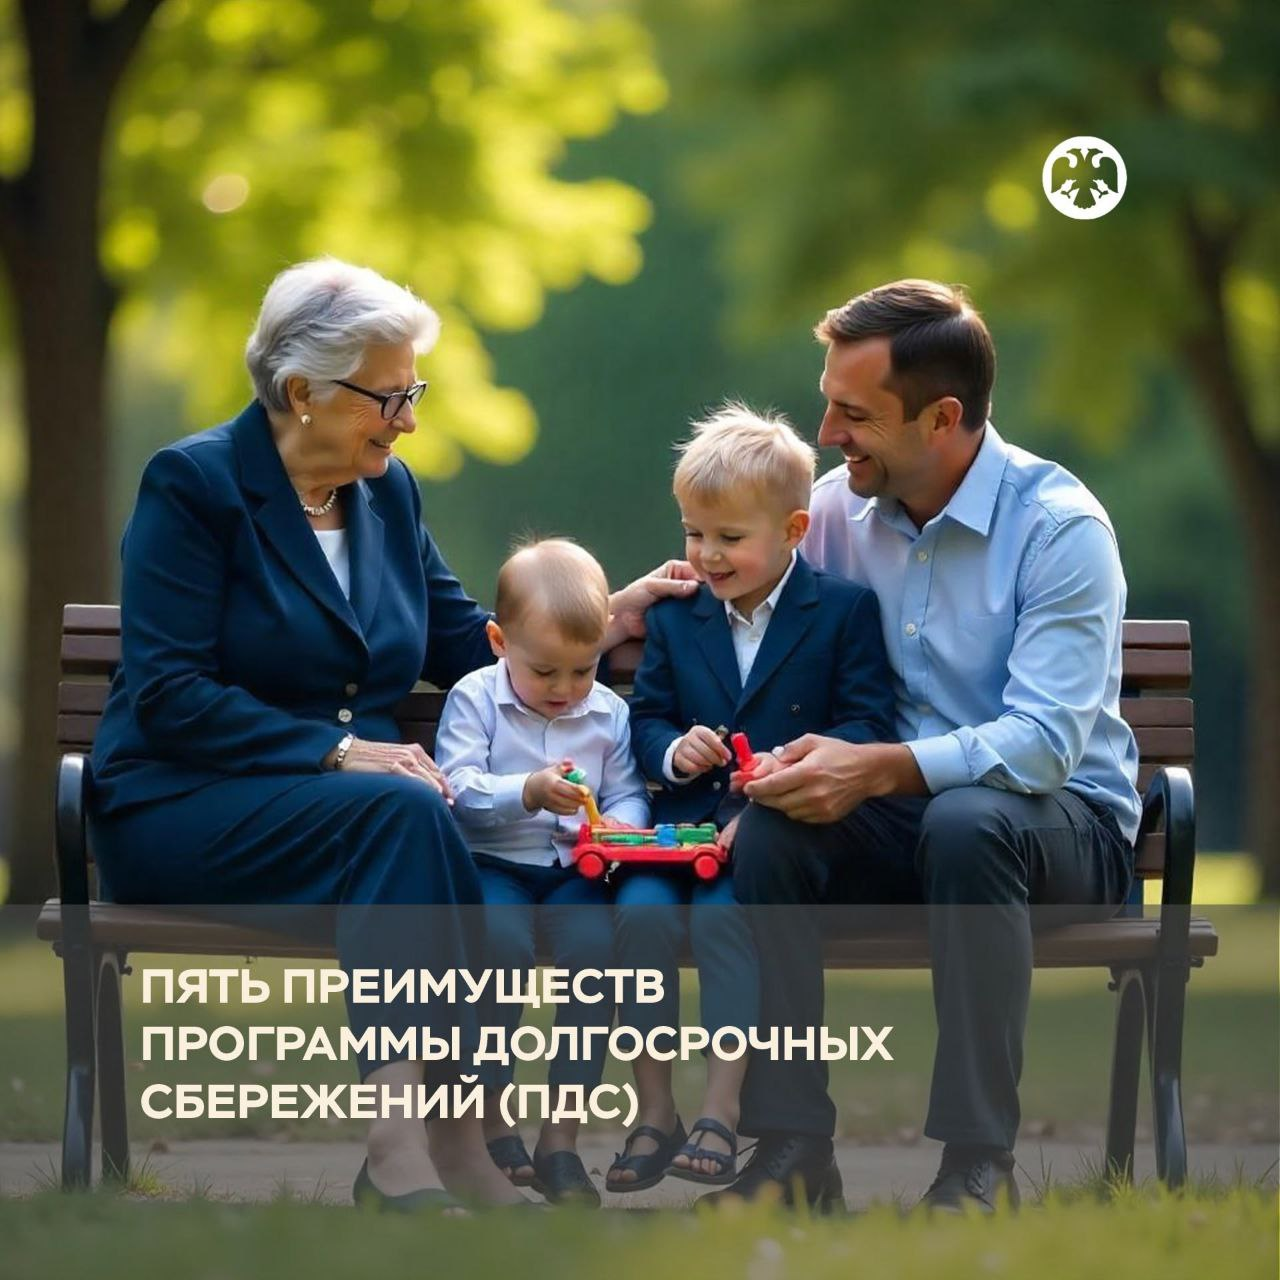 ПЯТЬ ПРЕИМУЩЕСТВ
ПРОГРАММЫ ДОЛГОСРОЧНЫХ
СБЕРЕЖЕНИЙ (ПДС)